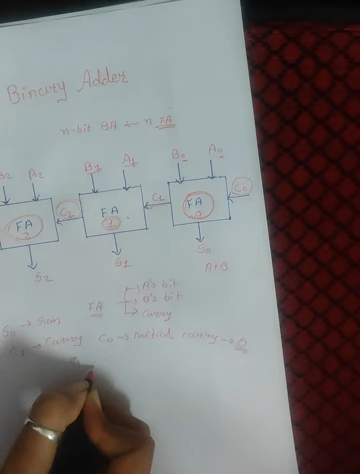 Binary Adder
n-bit BA ← n FA
B2 A2 B1 A1 B0 A0
FA 2 C2 FA 1 C1 FA 0 C0
S2 S1 S0
A+B
FA
A's bit
B's bit
Carry
S0 → Sum
C1 → Carry C0 → initial carry → 0